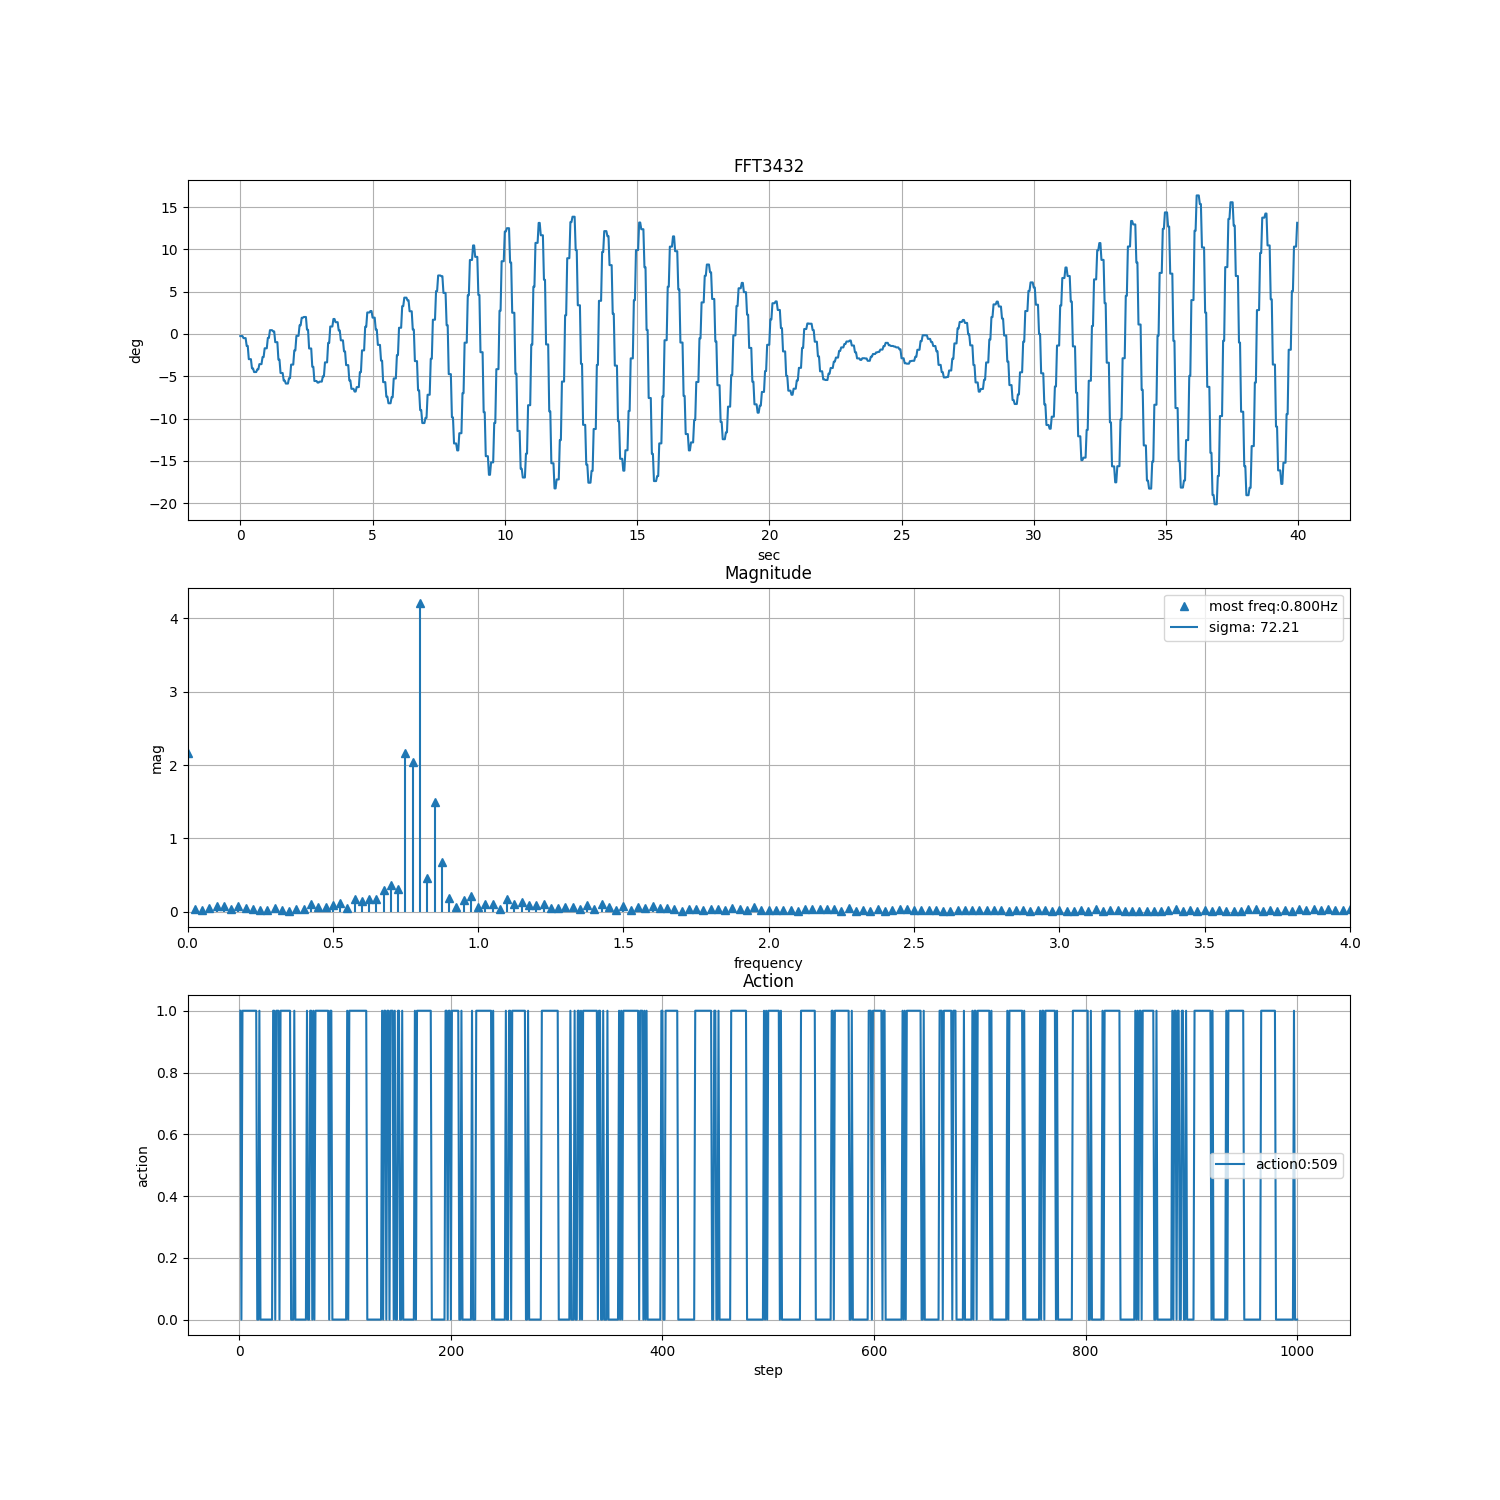 FFT3432
15
10
5
0
−5
−10
−15
−20
deg
0 5 10 15 20 25 30 35 40
sec
Magnitude
most freq:0.800Hz
sigma: 72.21
4
3
2
1
0
mag
0.0 0.5 1.0 1.5 2.0 2.5 3.0 3.5 4.0
frequency
Action
1.0
0.8
0.6
0.4
0.2
0.0
action
action0:509
0 200 400 600 800 1000
step